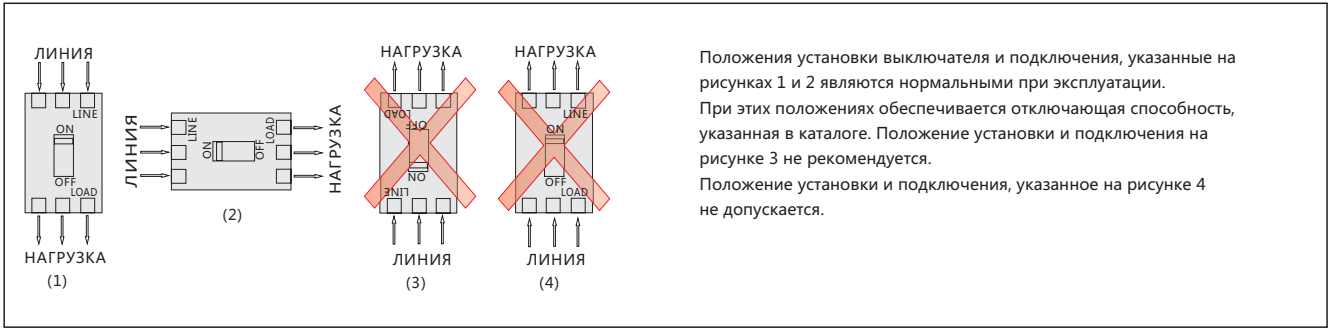 ЛИНИЯ
LINE
ON
OFF
LOAD
НАГРУЗКА
(1)
ЛИНИЯ
LINE
ON
OFF
LOAD
НАГРУЗКА
(2)
НАГРУЗКА
LOAD
OFF
ON
LINE
ЛИНИЯ
(3)
НАГРУЗКА
LINE
ON
OFF
LOAD
ЛИНИЯ
(4)
Положения установки выключателя и подключения, указанные на
рисунках 1 и 2 являются нормальными при эксплуатации.
При этих положениях обеспечивается отключающая способность,
указанная в каталоге. Положение установки и подключения на
рисунке 3 не рекомендуется.
Положение установки и подключения, указанное на рисунке 4
не допускается.